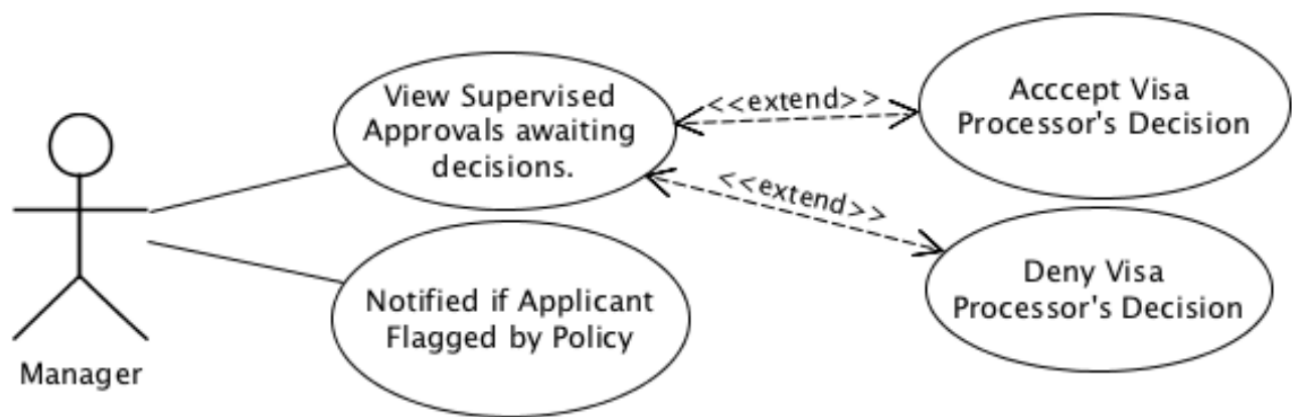 View Supervised
Approvals awaiting
decisions.
<<extend>>
Acccept Visa
Processor's Decision
<<extend>>
Deny Visa
Processor's Decision
Notified if Applicant
Flagged by Policy
Manager